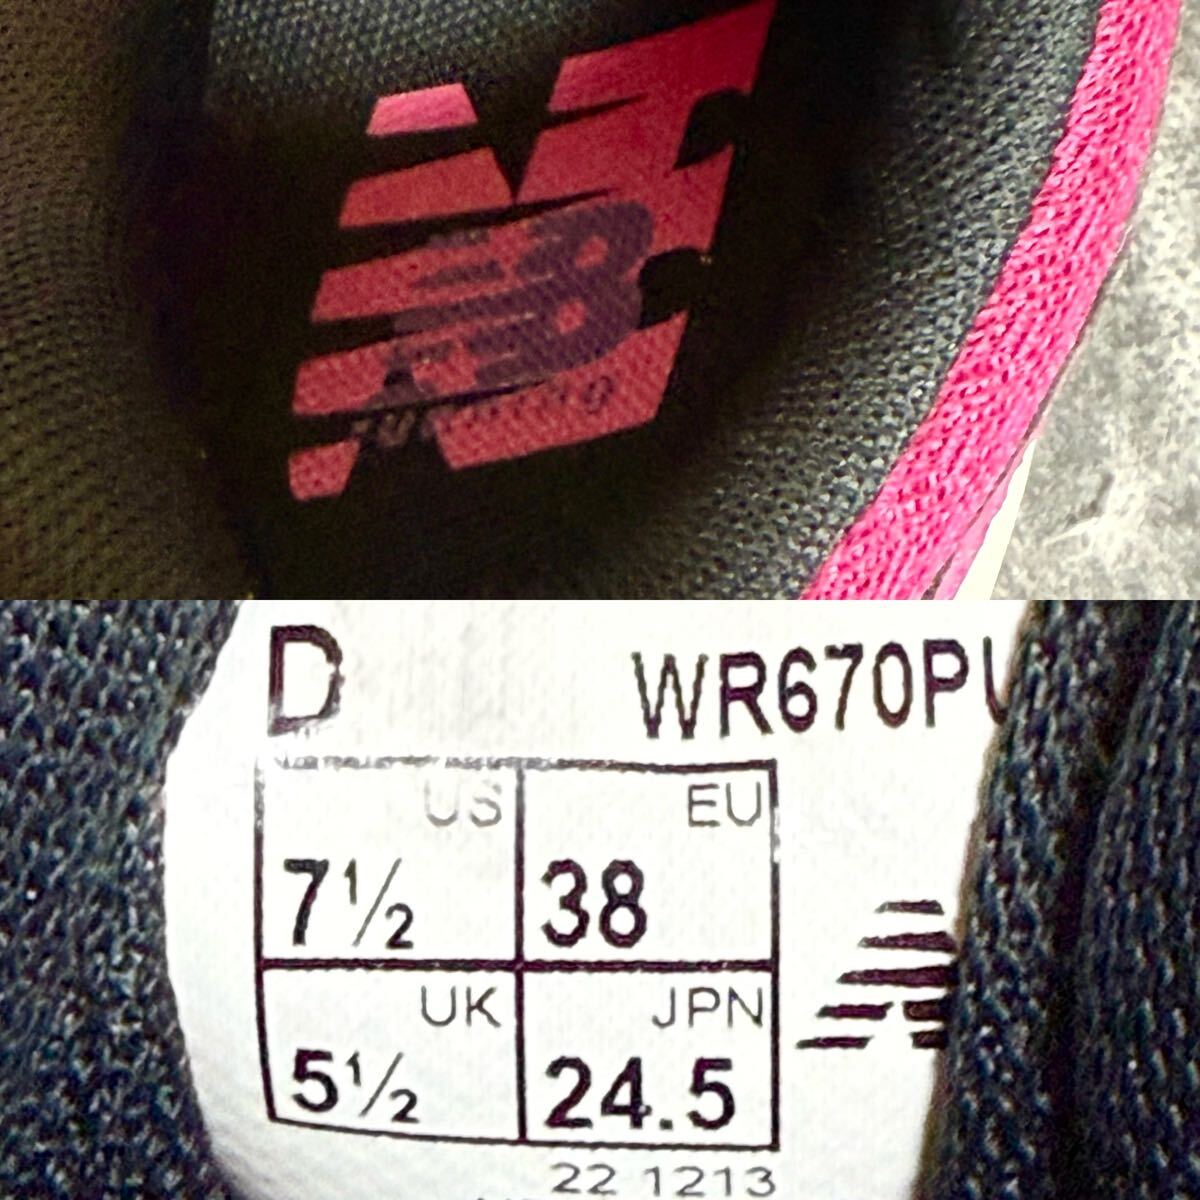 D WR670PU
US EU
7½ 38
UK JPN
5½ 24.5
22 1213